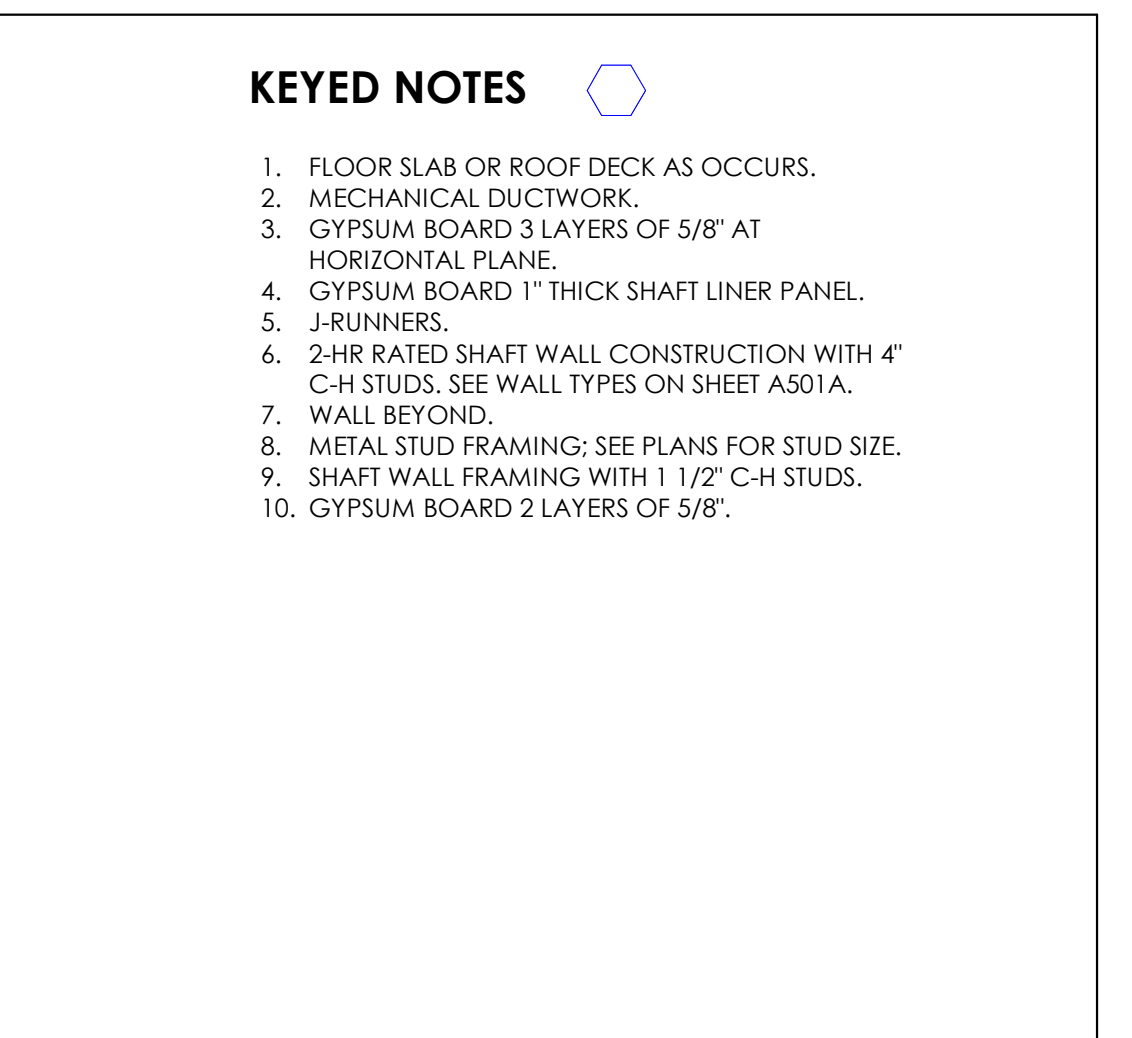 KEYED NOTES
1. FLOOR SLAB OR ROOF DECK AS OCCURS.
2. MECHANICAL DUCTWORK.
3. GYPSUM BOARD 3 LAYERS OF 5/8" AT
HORIZONTAL PLANE.
4. GYPSUM BOARD 1" THICK SHAFT LINER PANEL.
5. J-RUNNERS.
6. 2-HR RATED SHAFT WALL CONSTRUCTION WITH 4"
C-H STUDS. SEE WALL TYPES ON SHEET A501A.
7. WALL BEYOND.
8. METAL STUD FRAMING; SEE PLANS FOR STUD SIZE.
9. SHAFT WALL FRAMING WITH 1 1/2" C-H STUDS.
10. GYPSUM BOARD 2 LAYERS OF 5/8".